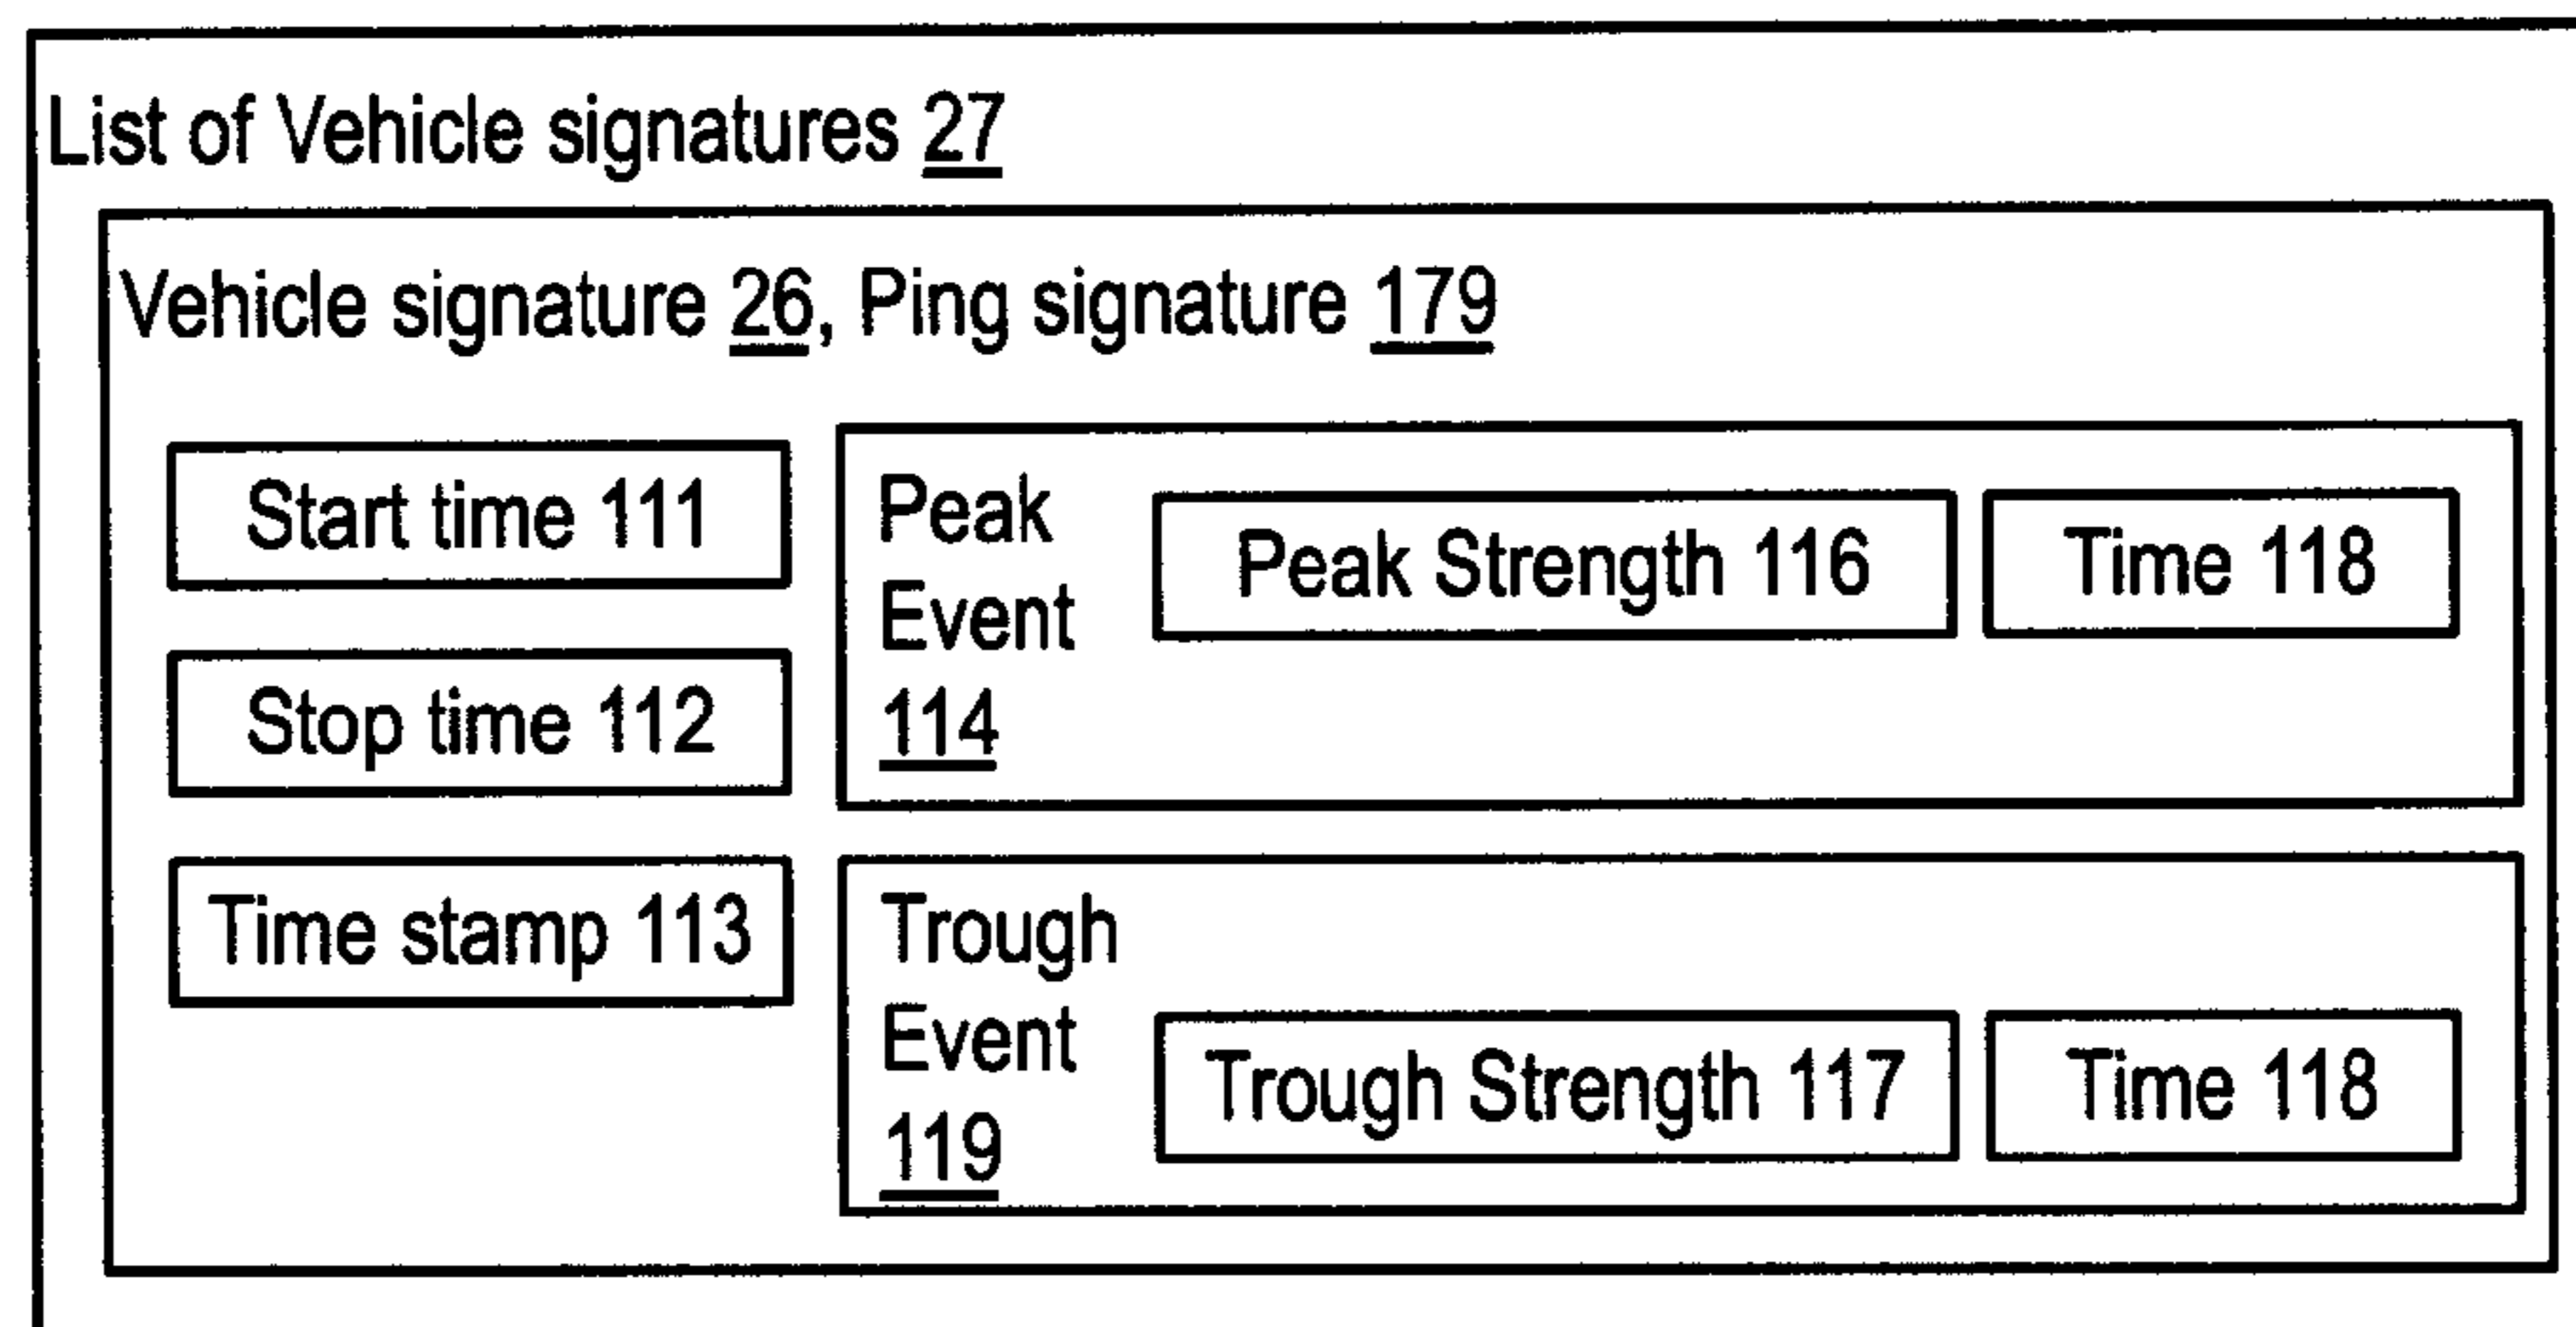 List of Vehicle signatures 27
Vehicle signature 26, Ping signature 179
Start time 111
Stop time 112
Time stamp 113
Peak
Event
114
Peak Strength 116
Time 118
Trough
Event
119
Trough Strength 117
Time 118